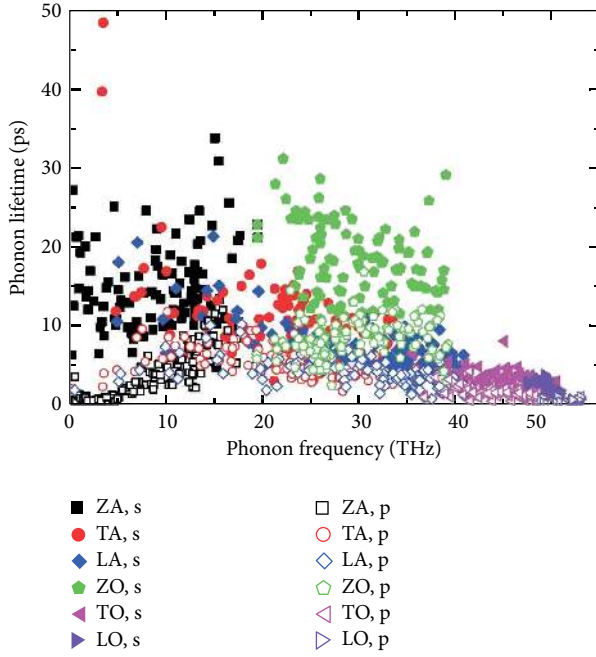 50
40
30
20
10
0
Phonon lifetime (ps)
0 10 20 30 40 50
Phonon frequency (THz)
ZA, s ZA, p
TA, s TA, p
LA, s LA, p
ZO, s ZO, p
TO, s TO, p
LO, s LO, p